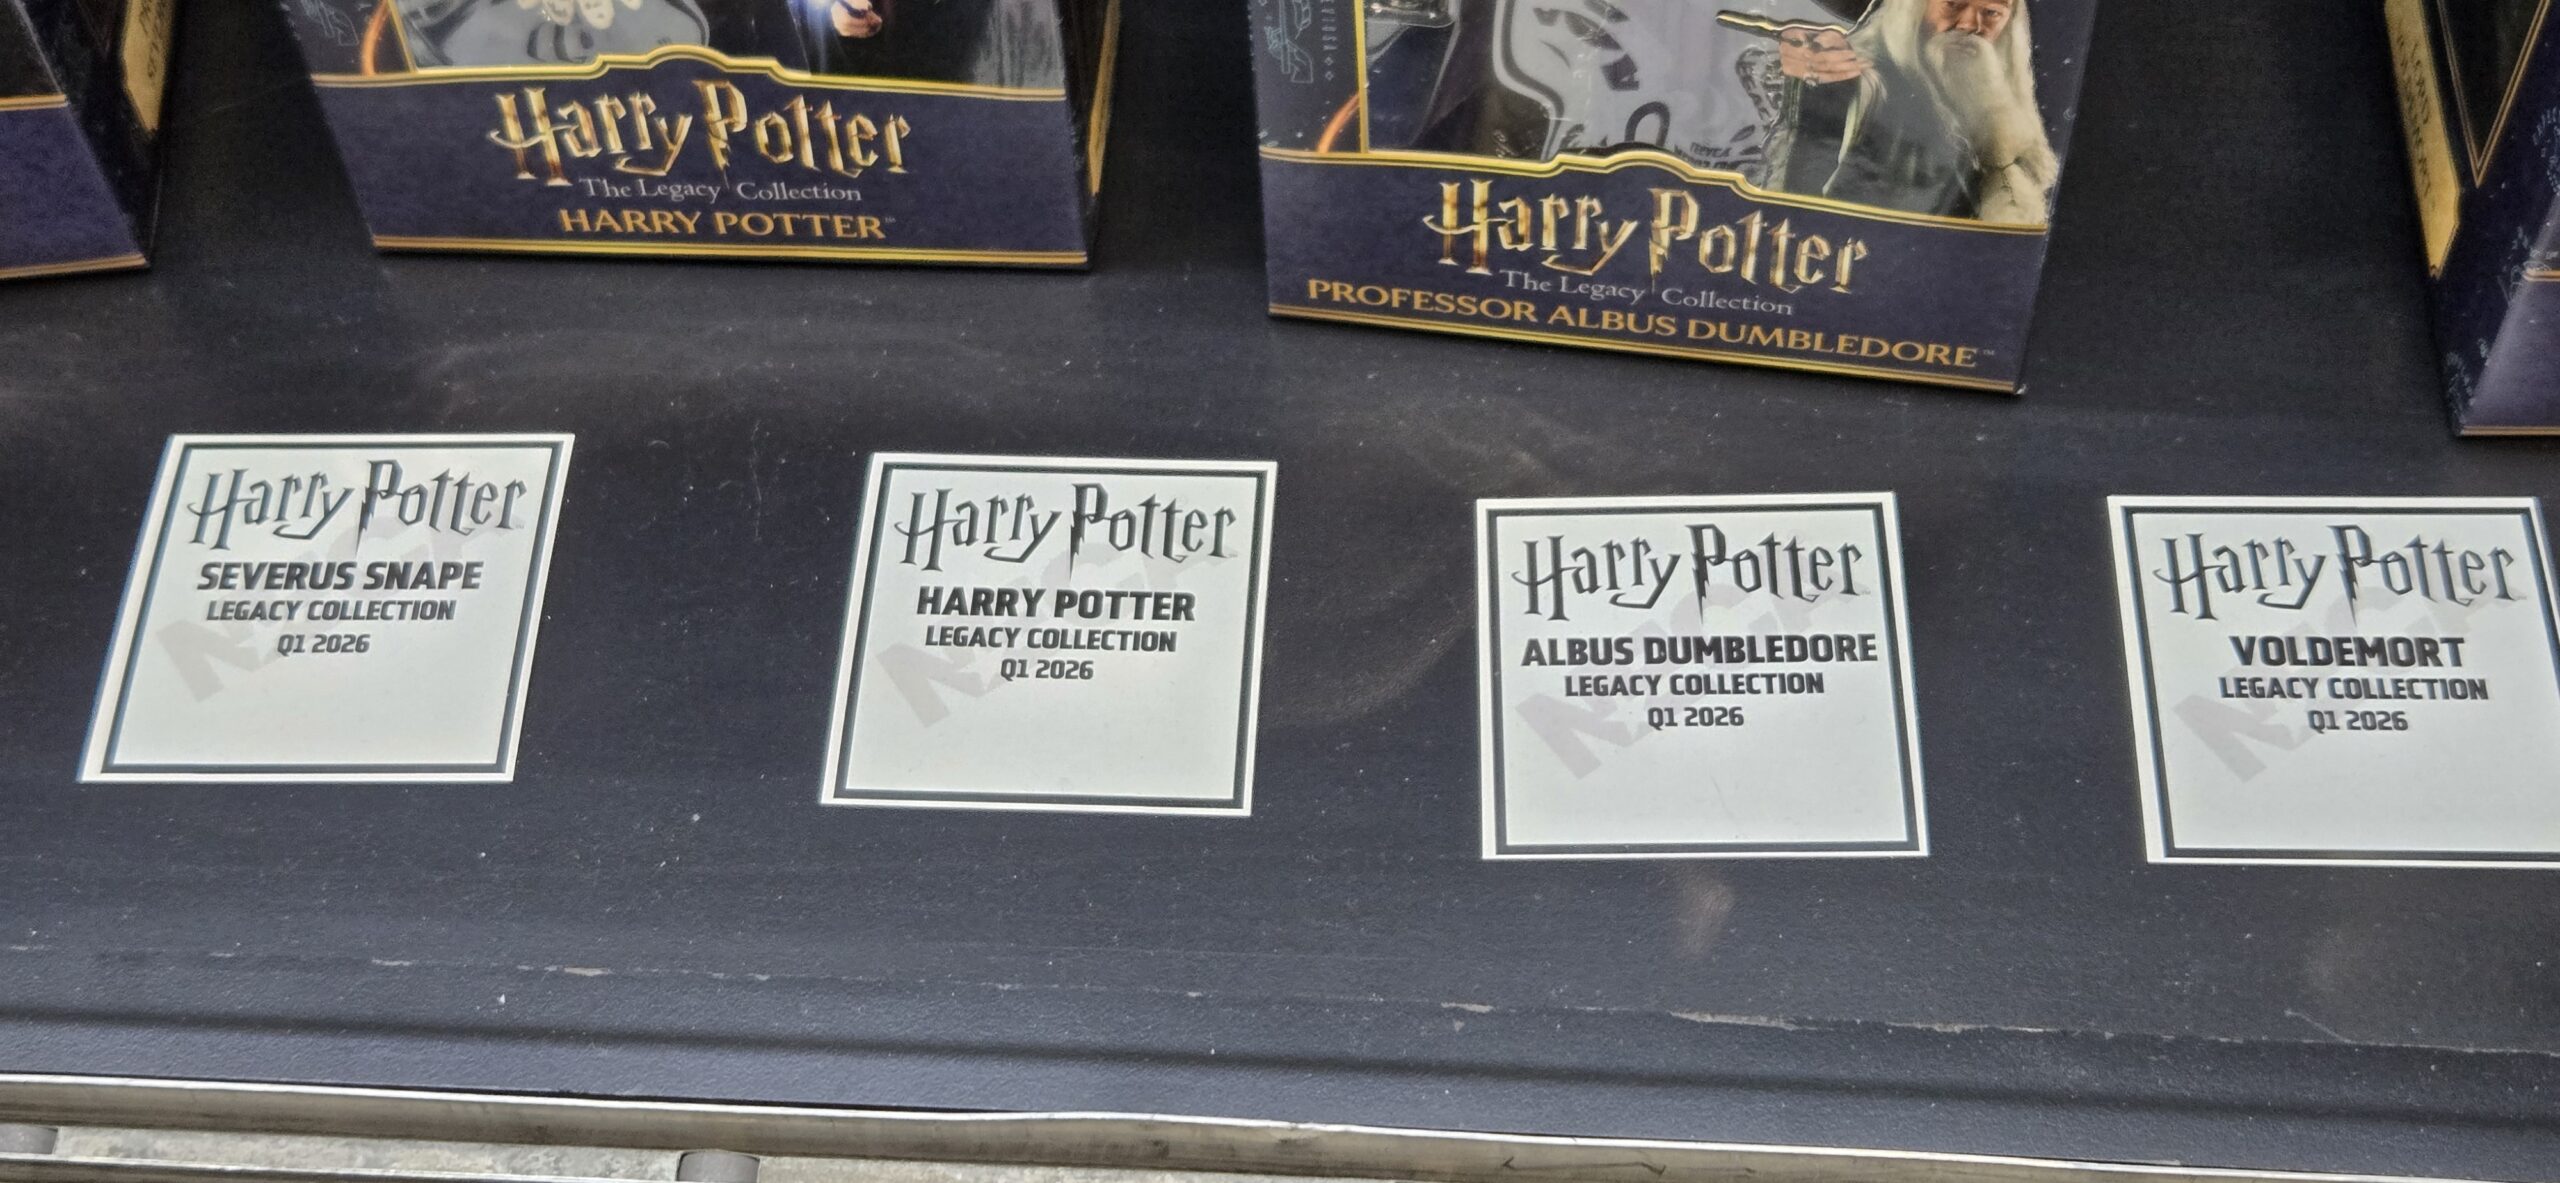 Harry Potter
The Legacy Collection
HARRY POTTER™
Harry Potter
The Legacy Collection
PROFESSOR ALBUS DUMBLEDORE™
Harry Potter
SEVERUS SNAPE
LEGACY COLLECTION
Q1 2026
Harry Potter
HARRY POTTER
LEGACY COLLECTION
Q1 2026
Harry Potter
ALBUS DUMBLEDORE
LEGACY COLLECTION
Q1 2026
Harry Potter
VOLDEMORT
LEGACY COLLECTION
Q1 2026